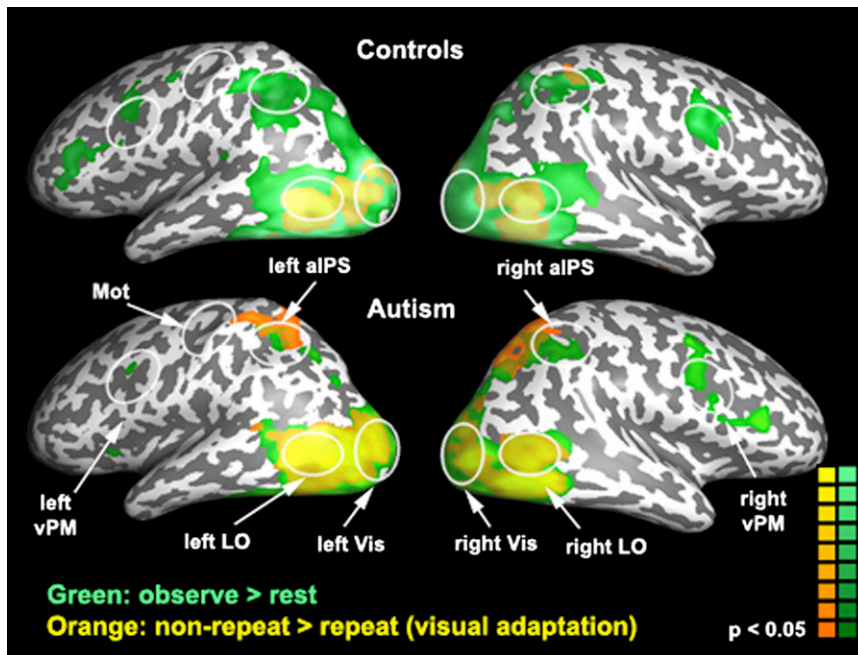 Controls
left aIPS
right aIPS
Mot
Autism
left
vPM
left LO
left Vis
right Vis
right LO
right
vPM
Green: observe > rest
Orange: non-repeat > repeat (visual adaptation)
p < 0.05